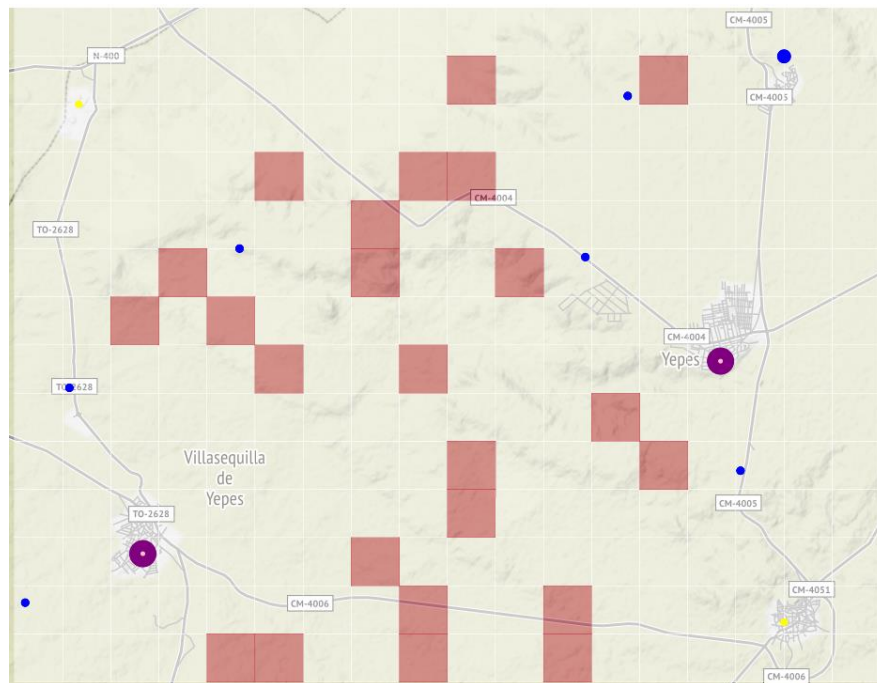 CM-4005
N-400
CM-4005
CM-4004
TO-2628
CM-4004
Yepes
TO-2628
Villasequilla
de
Yepes
TO-2628
CM-4005
CM-4051
CM-4006
CM-4006